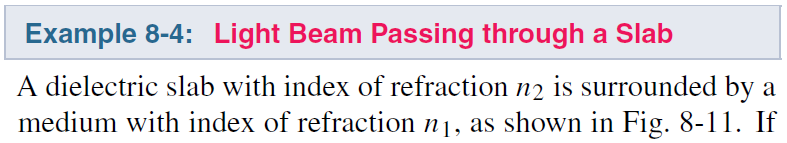 Example 8-4: Light Beam Passing through a Slab
A dielectric slab with index of refraction n₂ is surrounded by a
medium with index of refraction n₁, as shown in Fig. 8-11. If